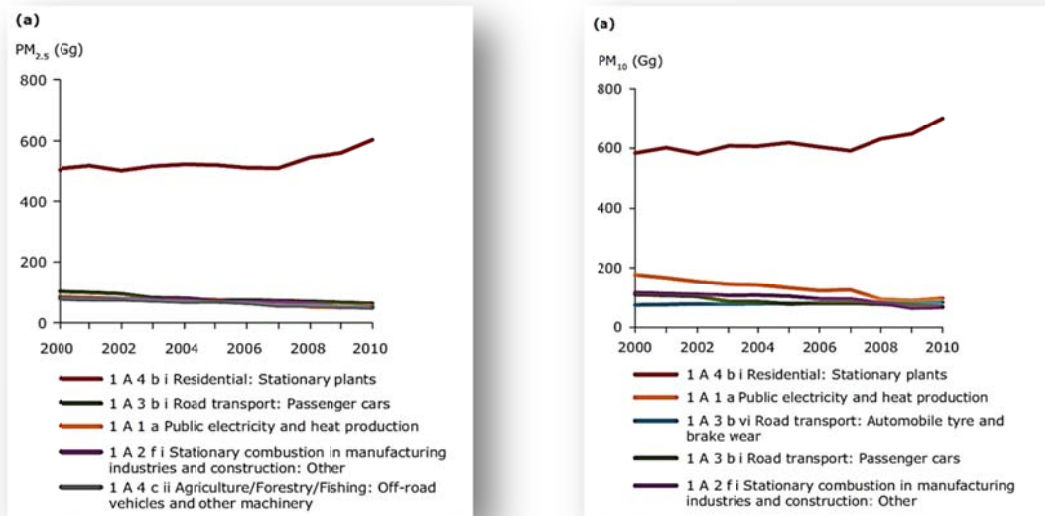 (a)
PM2.5 (Gg)
800
600
400
200
0
2000 2002 2004 2006 2008 2010
1 A 4 b i Residential: Stationary plants
1 A 3 b i Road transport: Passenger cars
1 A 1 a Public electricity and heat production
1 A 2 f i Stationary combustion in manufacturing
industries and construction: Other
1 A 4 c ii Agriculture/Forestry/Fishing: Off-road
vehicles and other machinery
(a)
PM10 (Gg)
800
600
400
200
0
2000 2002 2004 2006 2008 2010
1 A 4 b i Residential: Stationary plants
1 A 1 a Public electricity and heat production
1 A 3 b vi Road transport: Automobile tyre and
brake wear
1 A 3 b i Road transport: Passenger cars
1 A 2 f i Stationary combustion in manufacturing
industries and construction: Other